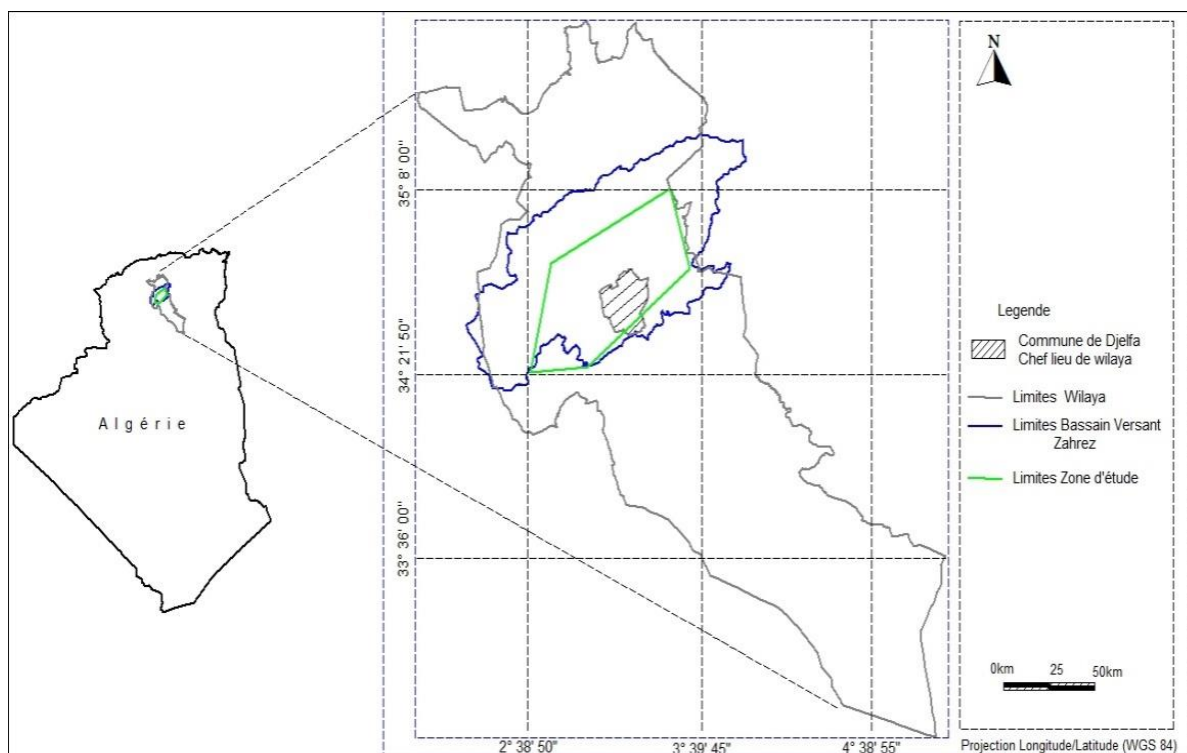 Algérie
35° 8' 00"
34° 21' 50"
33° 36' 00"
2° 38' 50"
3° 39' 45"
4° 38' 55"
N
Legende
Commune de Djelfa
Chef lieu de wilaya
Limites Wilaya
Limites Bassain Versant
Zahrez
Limites Zone d'étude
0km 25 50km
Projection Longitude/Latitude (WGS 84)